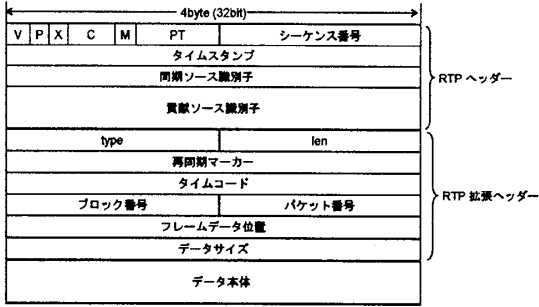 4byte (32bit)
V P X C M PT シーケンス番号
タイムスタンプ
同期ソース識別子
RTP ヘッダー
貢献ソース識別子
type len
再同期マーカー
タイムコード
RTP 拡張ヘッダー
ブロック番号 パケット番号
フレームデータ位置
データサイズ
データ本体